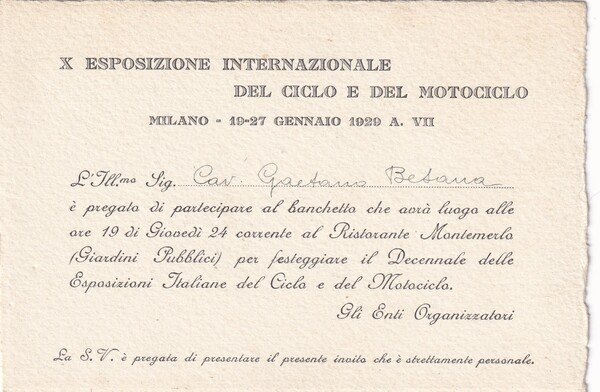 X ESPOSIZIONE INTERNAZIONALE
DEL CICLO E DEL MOTOCICLO
MILANO - 19-27 GENNAIO 1929 A. VII
L'Ill.mo Sig. Cav. Gaetano Betana
è pregato di partecipare al banchetto che avrà luogo alle
ore 19 di Giovedì 24 corrente al Ristorante Montemerlo
(Giardini Pubblici) per festeggiare il Decennale delle
Esposizioni Italiane del Ciclo e del Motociclo.
Gli Enti Organizzatori
La S. V. è pregata di presentare il presente invito che è strettamente personale.